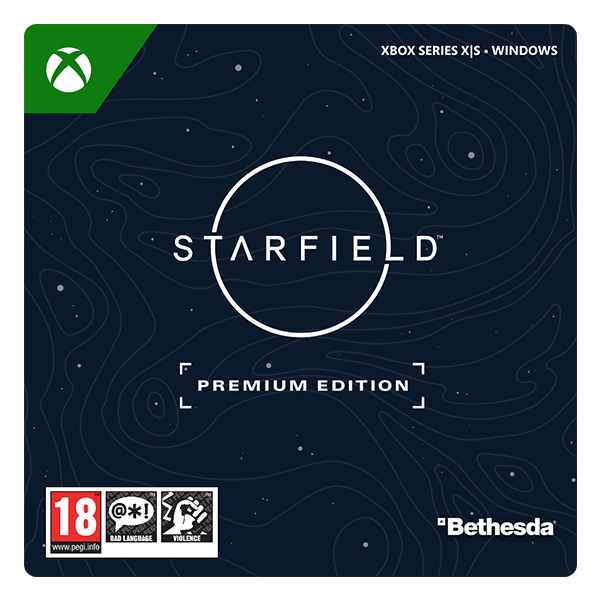 XBOX SERIES X|S • WINDOWS
STARFIELD™
PREMIUM EDITION
18
www.pegi.info
@*!
BAD LANGUAGE
VIOLENCE
Bethesda®